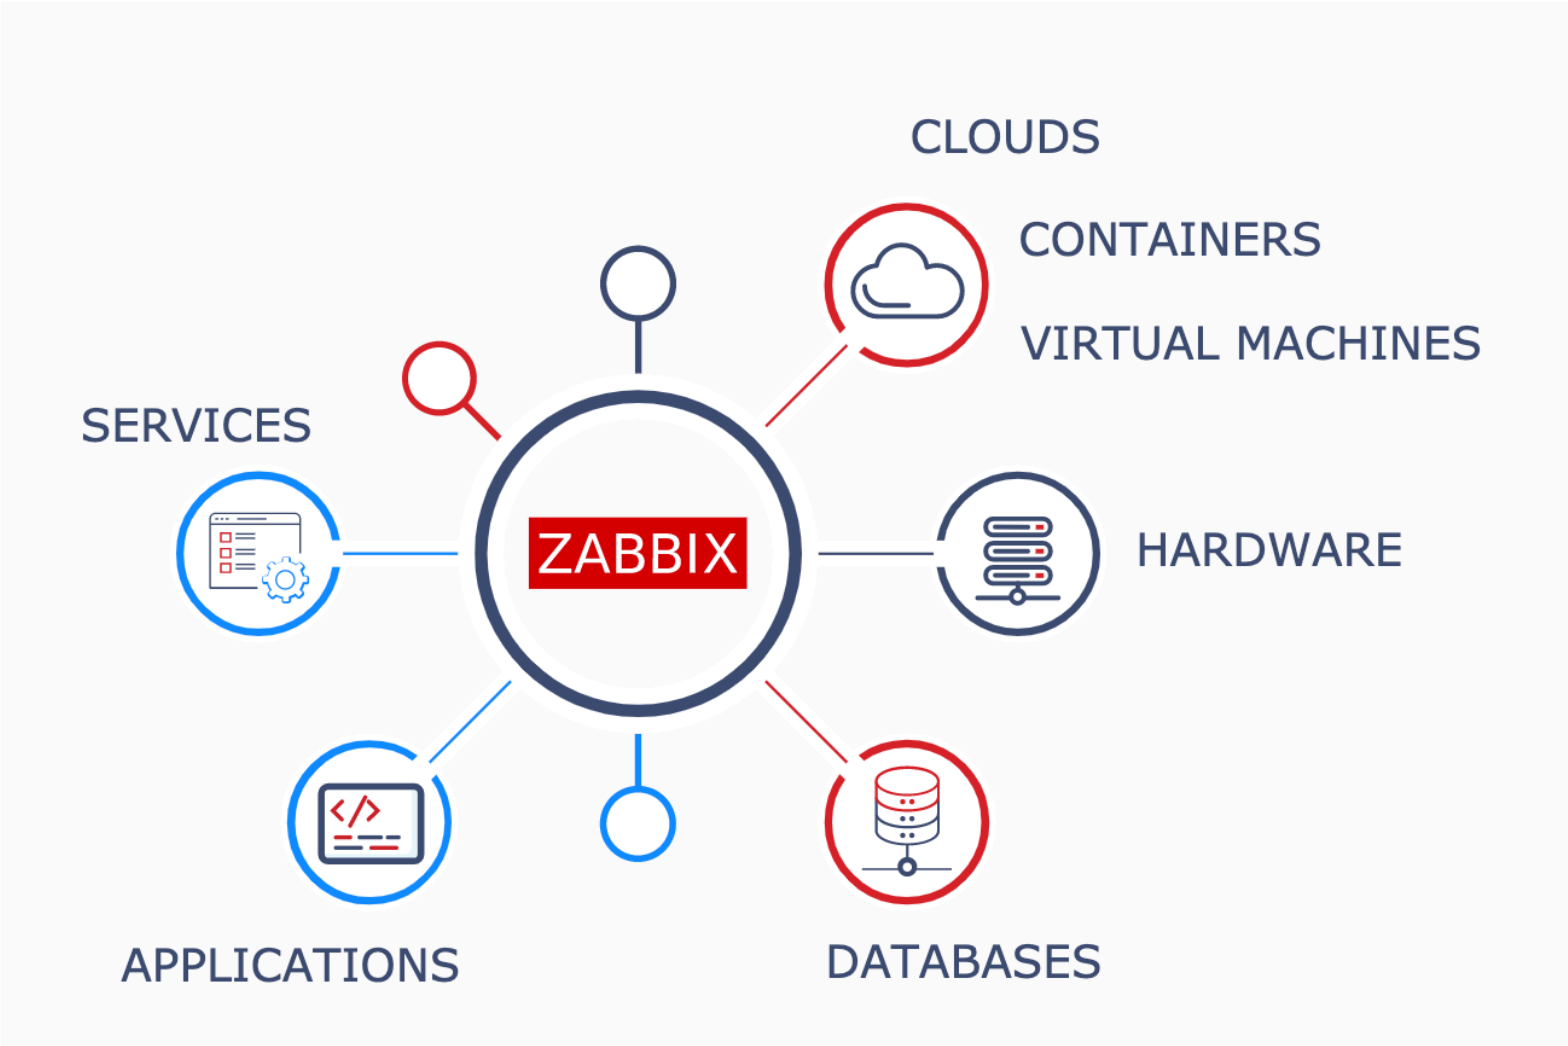 CLOUDS
CONTAINERS
VIRTUAL MACHINES
SERVICES
ZABBIX
HARDWARE
APPLICATIONS
DATABASES